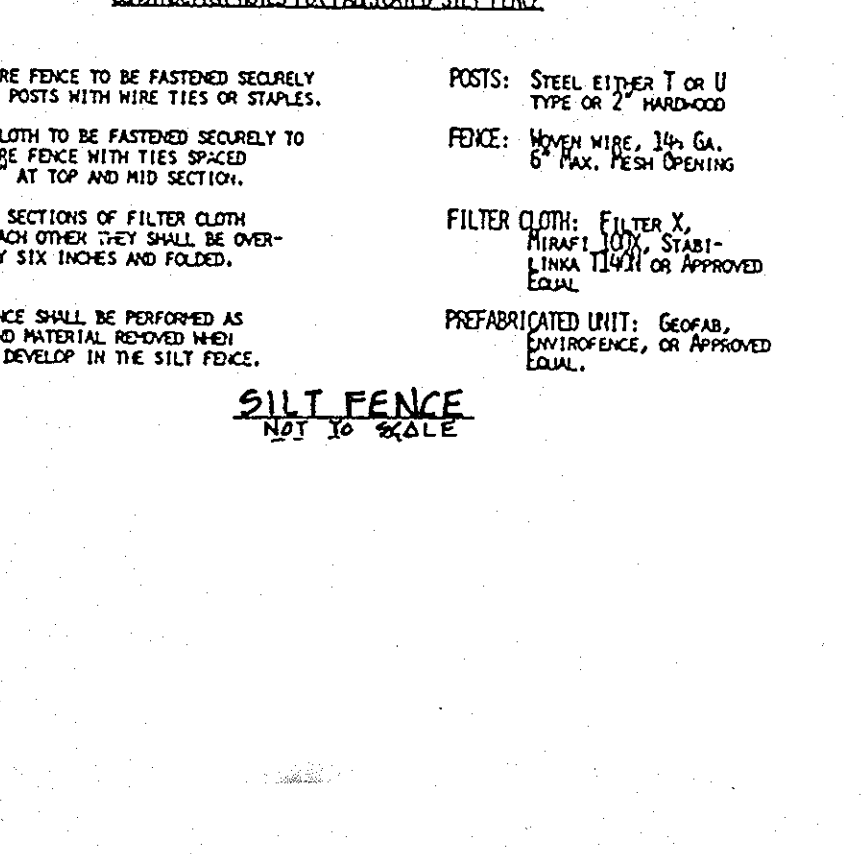 RE FENCE TO BE FASTENED SECURELY
POSTS WITH WIRE TIES OR STAPLES.
LOTH TO BE FASTENED SECURELY TO
RE FENCE WITH TIES SPACED
" AT TOP AND MID SECTION.
SECTIONS OF FILTER CLOTH
ACH OTHER THEY SHALL BE OVER-
Y SIX INCHES AND FOLDED.
NCE SHALL BE PERFORMED AS
ND MATERIAL REMOVED WHEN
DEVELOP IN THE SILT FENCE.
POSTS: STEEL EITHER T OR U
TYPE OR 2" HARDWOOD
FENCE: WOVEN WIRE, 14½ GA.
6" MAX. MESH OPENING
FILTER CLOTH: FILTER X,
MIRAFI 100X, STABI-
LINKA T140N OR APPROVED
EQUAL
PREFABRICATED UNIT: GEOFAB,
ENVIROFENCE, OR APPROVED
EQUAL.
SILT FENCE
NOT TO SCALE